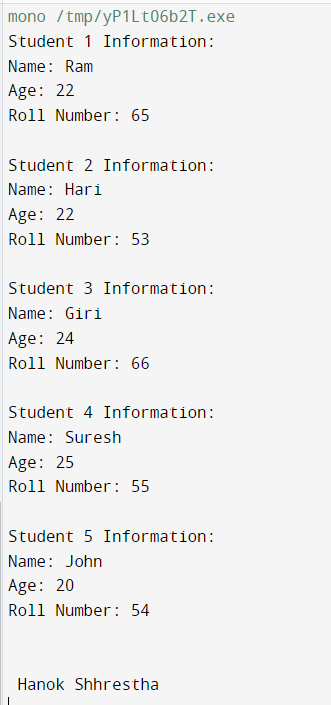 mono /tmp/yP1Lt06b2T.exe
Student 1 Information:
Name: Ram
Age: 22
Roll Number: 65
Student 2 Information:
Name: Hari
Age: 22
Roll Number: 53
Student 3 Information:
Name: Giri
Age: 24
Roll Number: 66
Student 4 Information:
Name: Suresh
Age: 25
Roll Number: 55
Student 5 Information:
Name: John
Age: 20
Roll Number: 54
Hanok Shhrestha